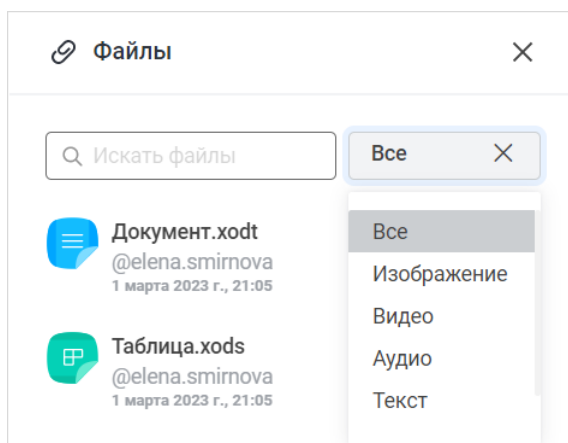 Файлы
Искать файлы
Все
Документ.xodt
@elena.smirnova
1 марта 2023 г., 21:05
Таблица.xods
@elena.smirnova
1 марта 2023 г., 21:05
Все
Изображение
Видео
Аудио
Текст